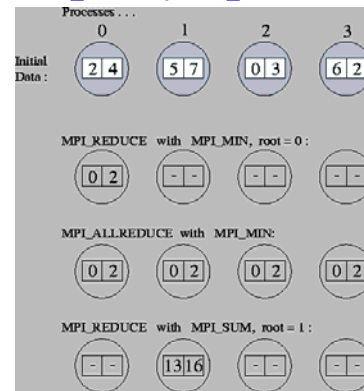 Processes . . .
0 1 2 3
Initial
Data :
2 4 5 7 0 3 6 2
MPI_REDUCE with MPI_MIN, root = 0 :
0 2 - - - - - -
MPI_ALLREDUCE with MPI_MIN:
0 2 0 2 0 2 0 2
MPI_REDUCE with MPI_SUM, root = 1 :
- - 13 16 - - - -